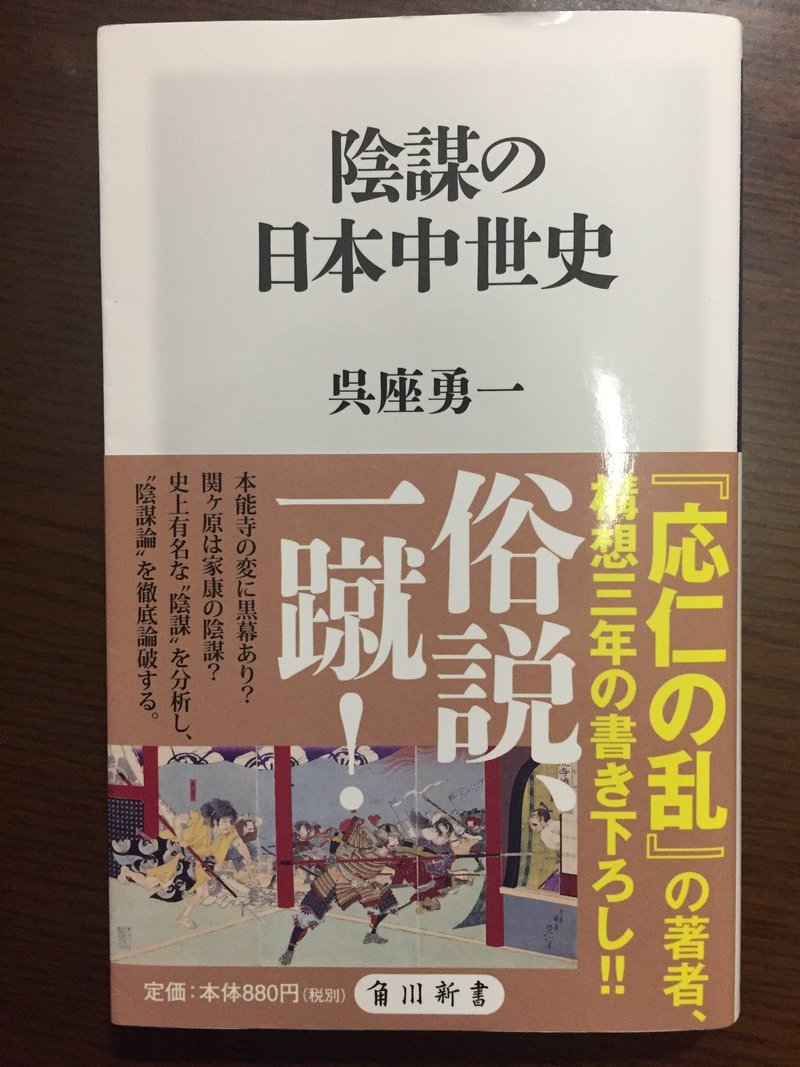 陰謀の
日本中世史
呉座勇一
『応仁の乱』の著者、
構想三年の書き下ろし!!
俗説、
一蹴!
本能寺の変に黒幕あり?
関ヶ原は家康の陰謀?
史上有名な〝陰謀〟を分析し、
〝陰謀論〟を徹底論破する。
定価:本体880円(税別)
角川新書